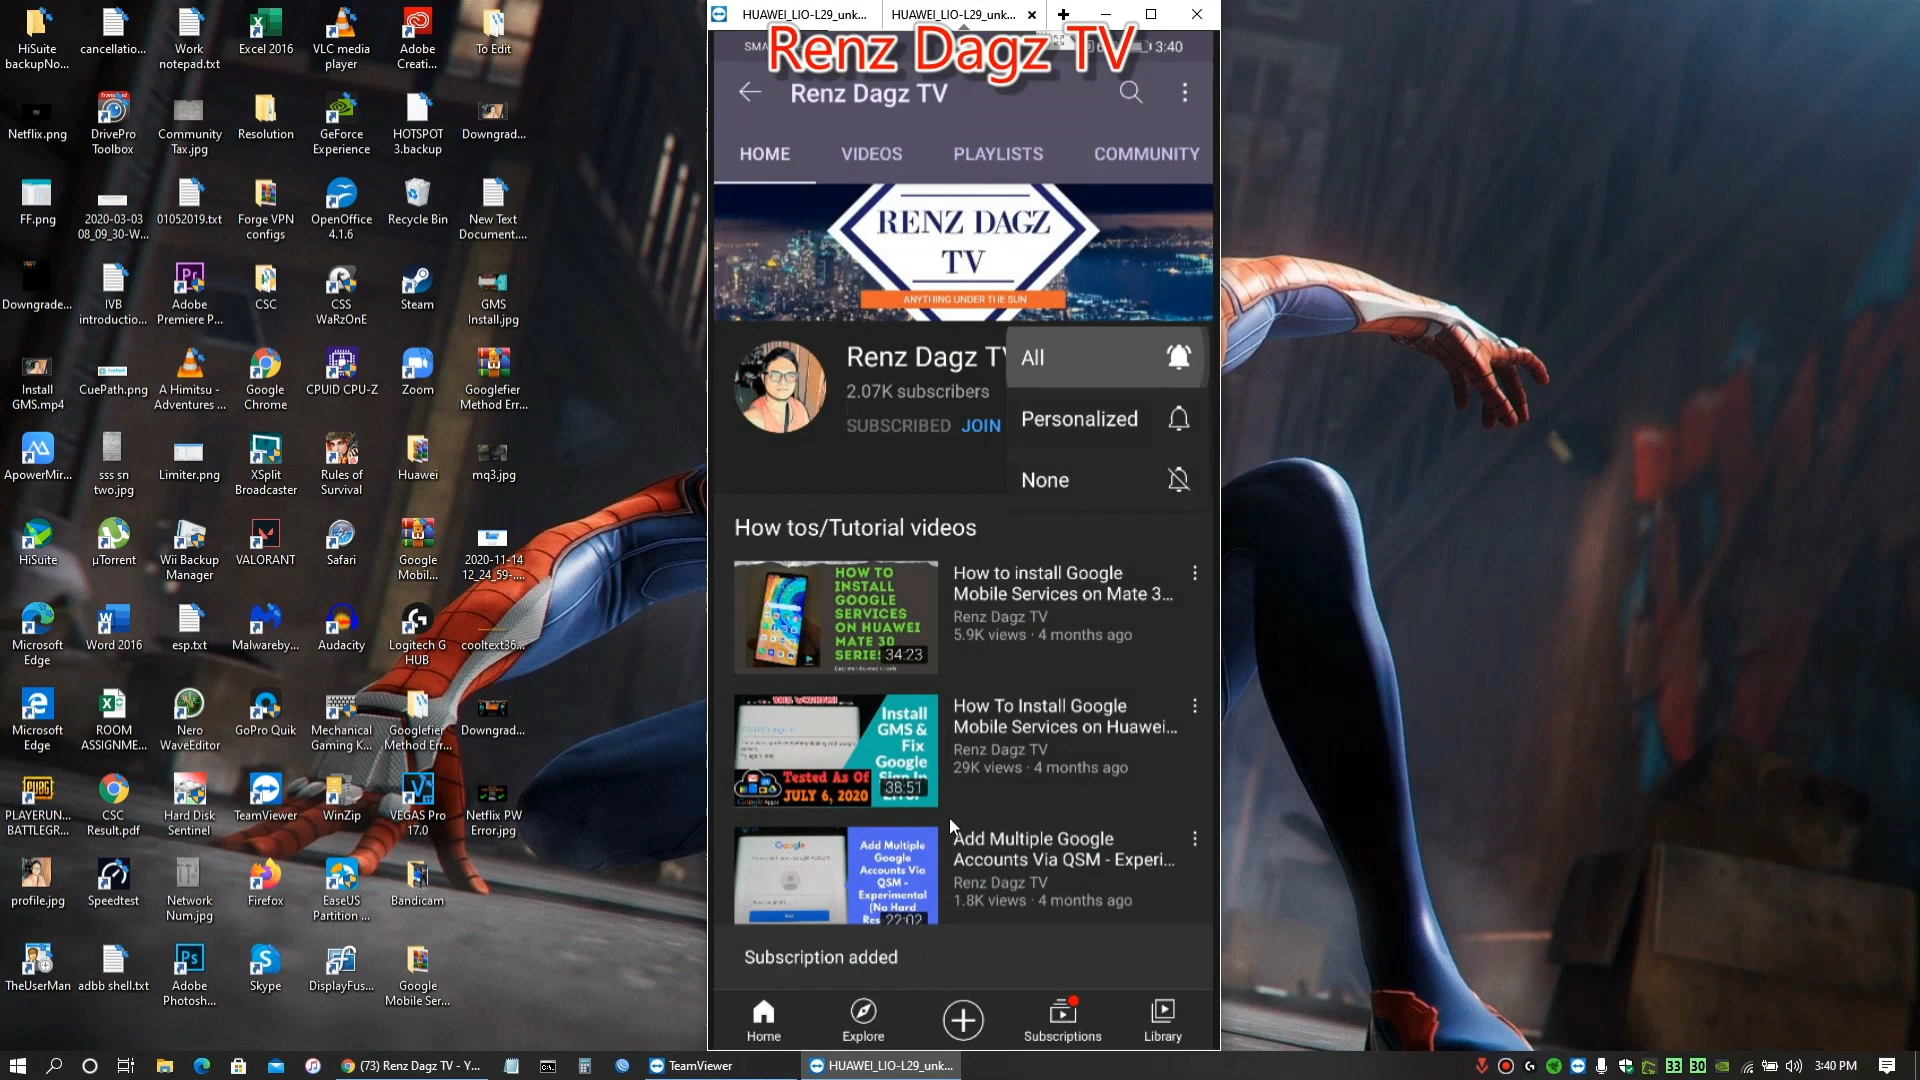 HiSuite
backupNo...
cancellatio...
Work
notepad.txt
Excel 2016
VLC media
player
Adobe
Creati...
To Edit
Netflix.png
DrivePro
Toolbox
Community
Tax.jpg
Resolution
GeForce
Experience
HOTSPOT
3.backup
Downgrad...
FF.png
2020-03-03
08_09_30-W...
01052019.txt
Forge VPN
configs
OpenOffice
4.1.6
Recycle Bin
New Text
Document....
Downgrade...
IVB
introductio...
Adobe
Premiere P...
CSC
CSS
WaRzOnE
Steam
GMS
Install.jpg
Install
GMS.mp4
CuePath.png
A Himitsu -
Adventures ...
Google
Chrome
CPUID CPU-Z
Zoom
Googlefier
Method Err...
ApowerMir...
sss sn
two.jpg
Limiter.png
XSplit
Broadcaster
Rules of
Survival
Huawei
mq3.jpg
HiSuite
µTorrent
Wii Backup
Manager
VALORANT
Safari
Google
Mobil...
2020-11-14
12_24_59-....
Microsoft
Edge
Word 2016
esp.txt
Malwareby...
Audacity
Logitech G
HUB
cooltext36...
Microsoft
Edge
ROOM
ASSIGNME...
Nero
WaveEditor
GoPro Quik
Mechanical
Gaming K...
Googlefier
Method Err...
Downgrad...
PLAYERUN...
BATTLEGR...
CSC
Result.pdf
Hard Disk
Sentinel
TeamViewer
WinZip
VEGAS Pro
17.0
Netflix PW
Error.jpg
profile.jpg
Speedtest
Network
Num.jpg
Firefox
EaseUS
Partition ...
Bandicam
TheUserMan
adbb shell.txt
Adobe
Photosh...
Skype
DisplayFus...
Google
Mobile Ser...
HUAWEI_LIO-L29_unk...
HUAWEI_LIO-L29_unk...
Renz Dagz TV
3:40
Renz Dagz TV
HOME
VIDEOS
PLAYLISTS
COMMUNITY
RENZ DAGZ
TV
ANYTHING UNDER THE SUN
Renz Dagz TV
2.07K subscribers
SUBSCRIBED JOIN
All
Personalized
None
How tos/Tutorial videos
HOW TO
INSTALL
GOOGLE
SERVICES
ON HUAWEI
MATE 30
SERIES
34:23
How to install Google
Mobile Services on Mate 3...
Renz Dagz TV
5.9K views · 4 months ago
Install
GMS &
Fix
Google
Sign In
Error
Tested As Of
JULY 6, 2020
38:51
How To Install Google
Mobile Services on Huawei...
Renz Dagz TV
29K views · 4 months ago
Google
Add Multiple
Google
Accounts Via
QSM -
Experimental
(No Hard
22:02
Add Multiple Google
Accounts Via QSM - Experi...
Renz Dagz TV
1.8K views · 4 months ago
Subscription added
Home
Explore
Subscriptions
Library
(73) Renz Dagz TV - Y...
TeamViewer
HUAWEI_LIO-L29_unk...
33
30
3:40 PM